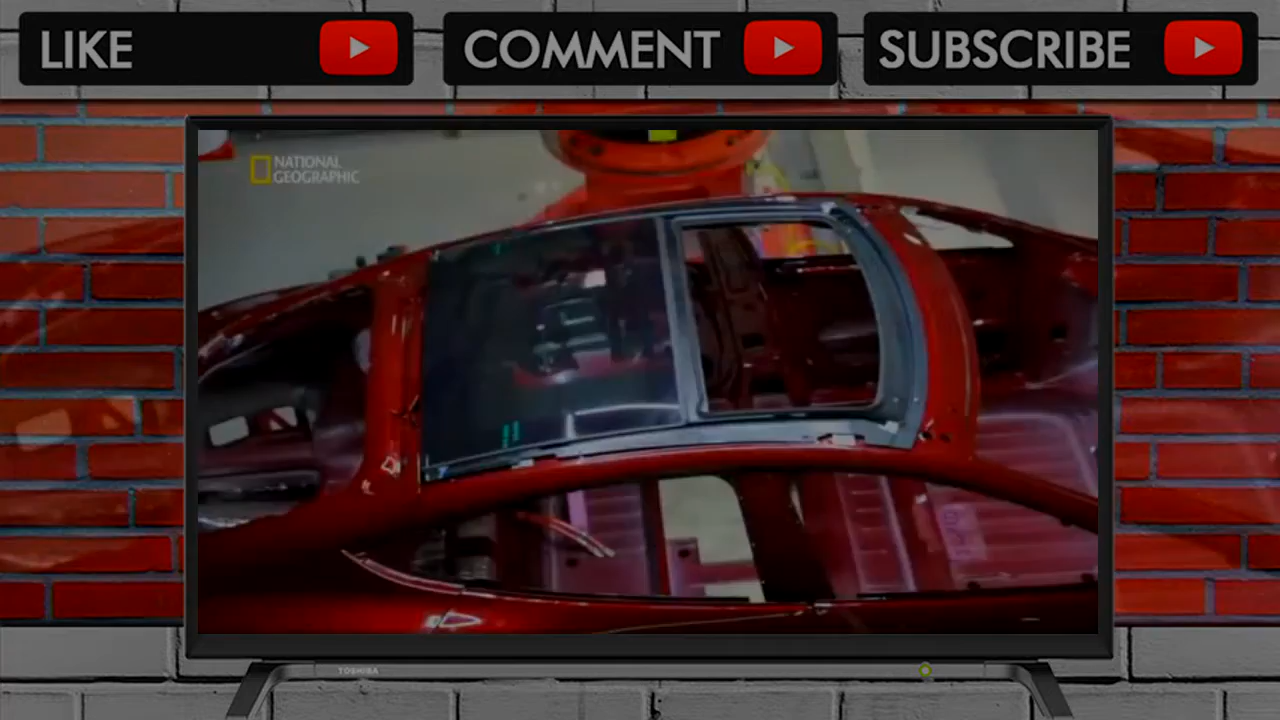 LIKE
COMMENT
SUBSCRIBE
NATIONAL
GEOGRAPHIC
TOSHIBA